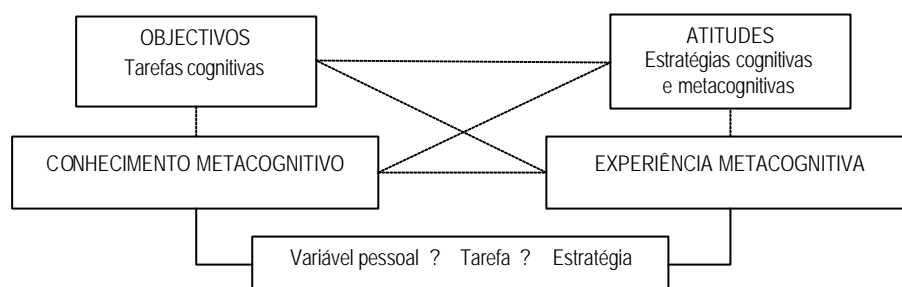 OBJECTIVOS
Tarefas cognitivas
ATITUDES
Estratégias cognitivas
e metacognitivas
CONHECIMENTO METACOGNITIVO
EXPERIÊNCIA METACOGNITIVA
Variável pessoal ? Tarefa ? Estratégia